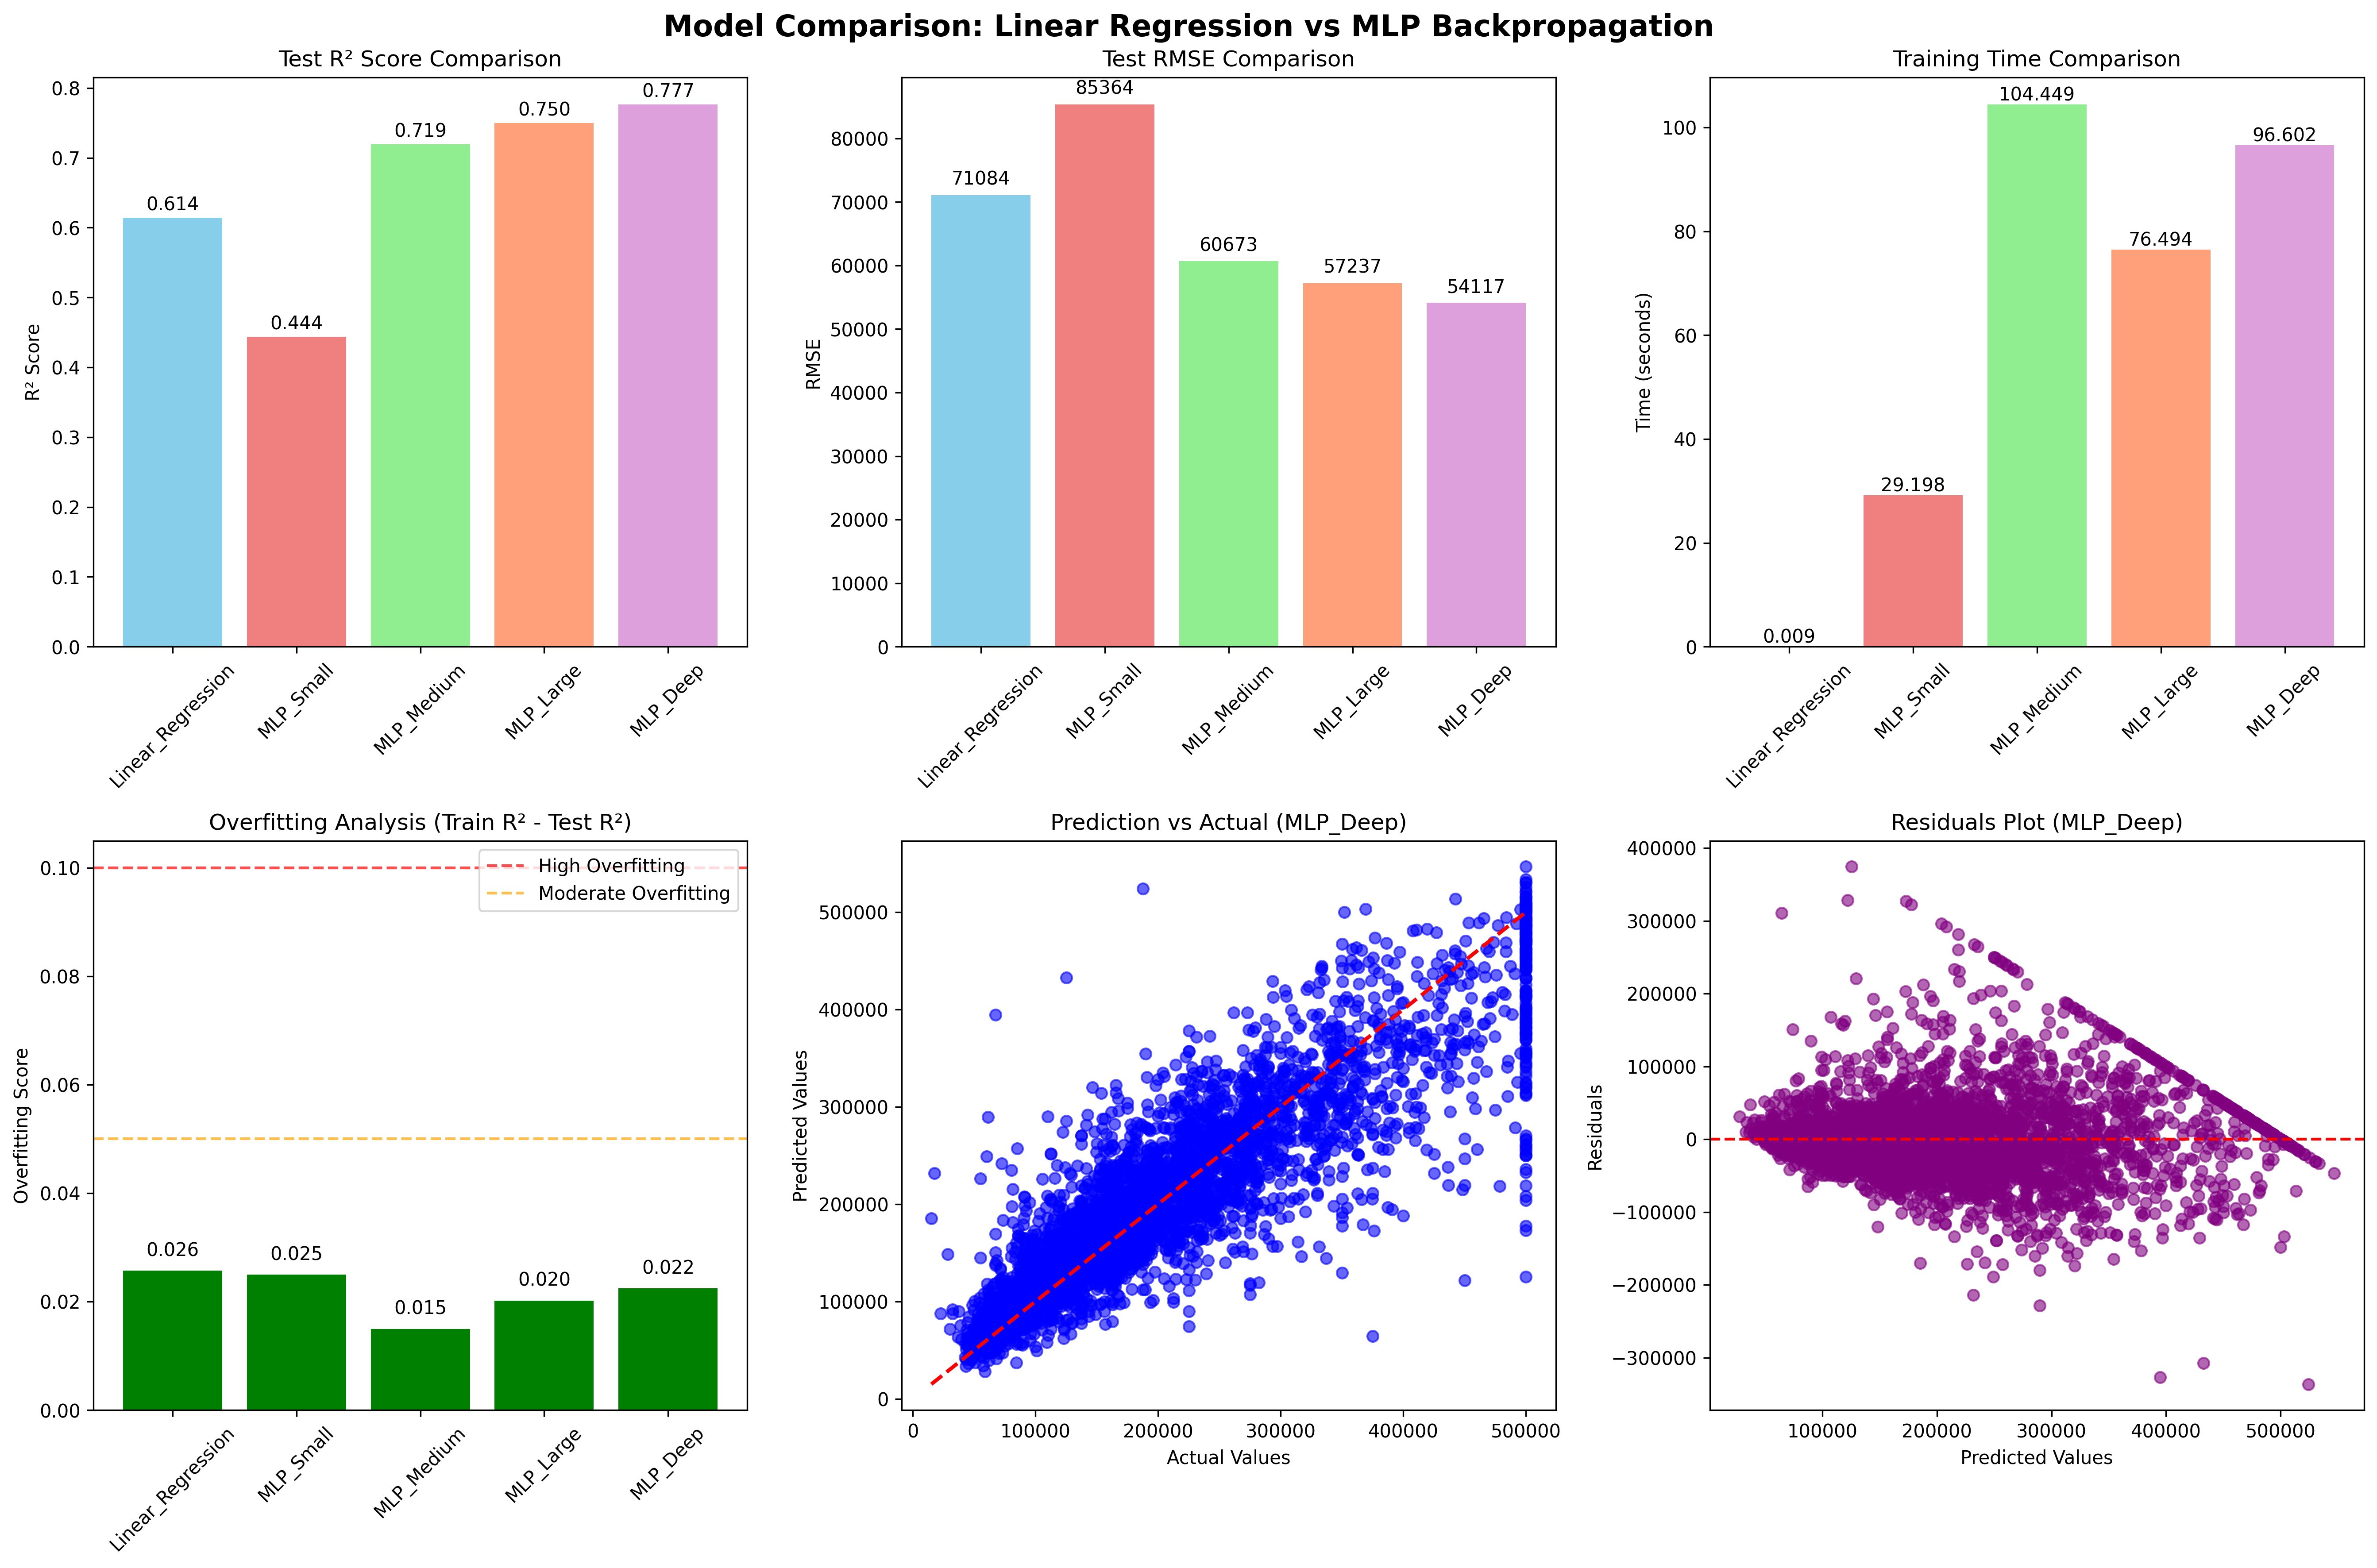 Model Comparison: Linear Regression vs MLP Backpropagation
Test R² Score Comparison
R² Score
0.8
0.7
0.6
0.5
0.4
0.3
0.2
0.1
0.0
0.614
0.444
0.719
0.750
0.777
Linear_Regression
MLP_Small
MLP_Medium
MLP_Large
MLP_Deep
Test RMSE Comparison
RMSE
80000
70000
60000
50000
40000
30000
20000
10000
0
71084
85364
60673
57237
54117
Linear_Regression
MLP_Small
MLP_Medium
MLP_Large
MLP_Deep
Training Time Comparison
Time (seconds)
100
80
60
40
20
0
0.009
29.198
104.449
76.494
96.602
Linear_Regression
MLP_Small
MLP_Medium
MLP_Large
MLP_Deep
Overfitting Analysis (Train R² - Test R²)
Overfitting Score
0.10
0.08
0.06
0.04
0.02
0.00
High Overfitting
Moderate Overfitting
0.026
0.025
0.015
0.020
0.022
Linear_Regression
MLP_Small
MLP_Medium
MLP_Large
MLP_Deep
Prediction vs Actual (MLP_Deep)
Predicted Values
500000
400000
300000
200000
100000
0
0
100000
200000
300000
400000
500000
Actual Values
Residuals Plot (MLP_Deep)
Residuals
400000
300000
200000
100000
0
−100000
−200000
−300000
100000
200000
300000
400000
500000
Predicted Values